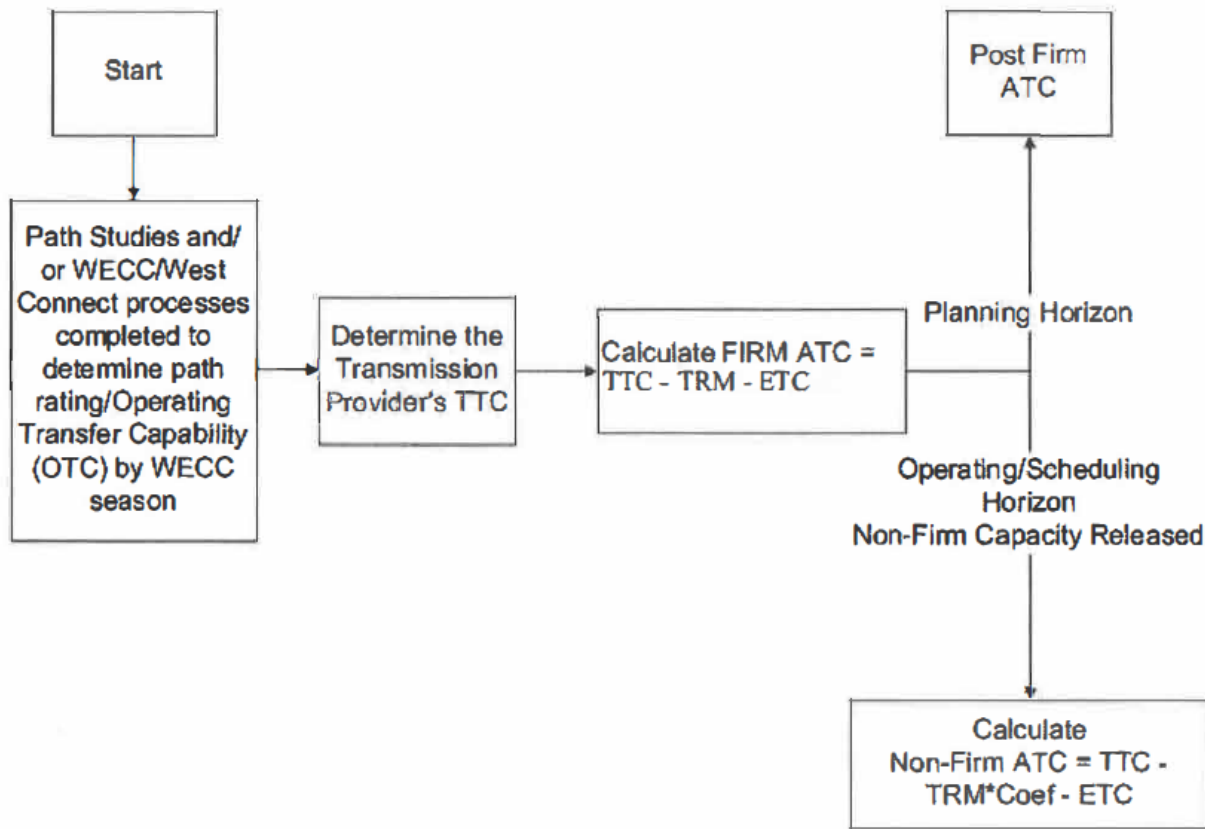 Start
Path Studies and/
or WECC/West
Connect processes
completed to
determine path
rating/Operating
Transfer Capability
(OTC) by WECC
season
Determine the
Transmission
Provider's TTC
Calculate FIRM ATC =
TTC - TRM - ETC
Post Firm
ATC
Planning Horizon
Operating/Scheduling
Horizon
Non-Firm Capacity Released
Calculate
Non-Firm ATC = TTC -
TRM*Coef - ETC